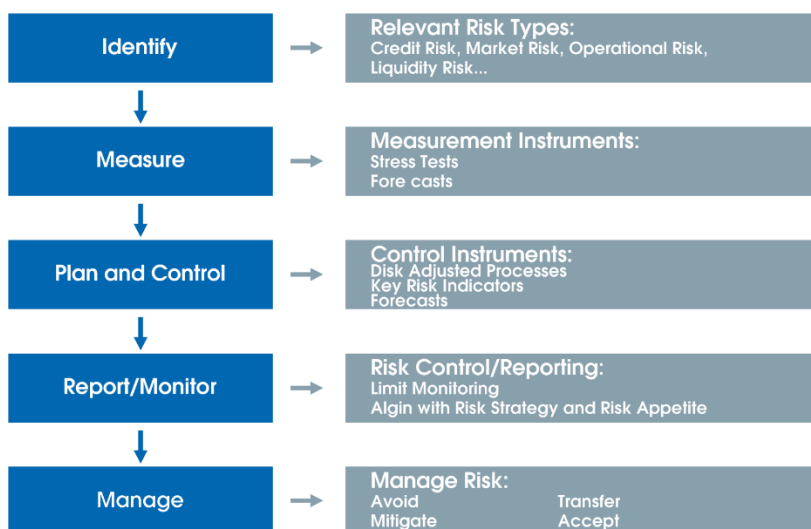 Identify
Relevant Risk Types:
Credit Risk, Market Risk, Operational Risk,
Liquidity Risk...
Measure
Measurement Instruments:
Stress Tests
Fore casts
Plan and Control
Control Instruments:
Disk Adjusted Processes
Key Risk Indicators
Forecasts
Report/Monitor
Risk Control/Reporting:
Limit Monitoring
Algin with Risk Strategy and Risk Appetite
Manage
Manage Risk:
Avoid Transfer
Mitigate Accept